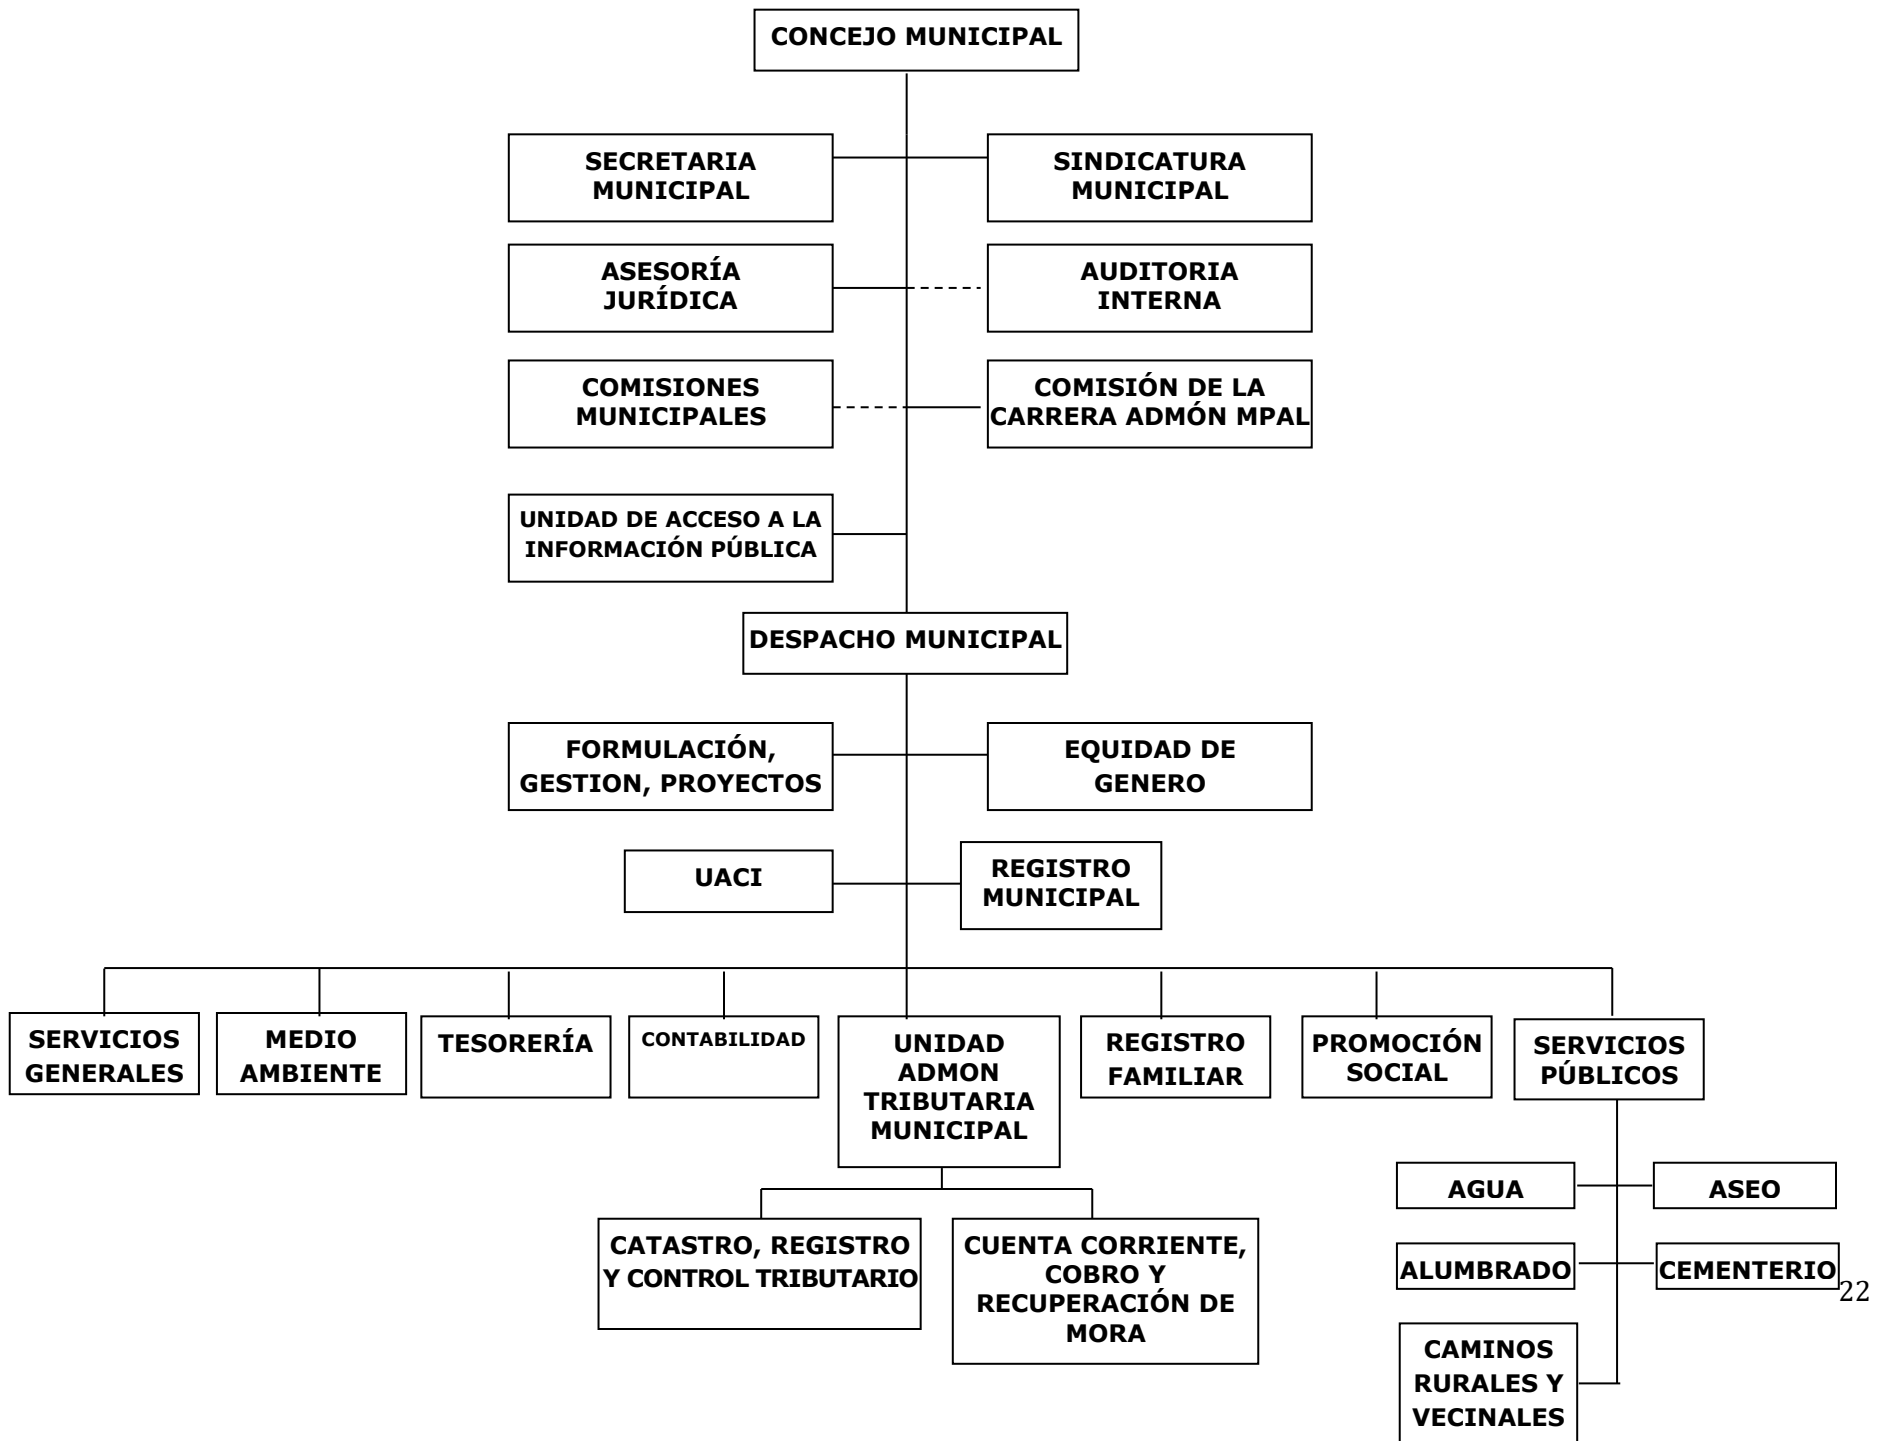 CONCEJO MUNICIPAL
SECRETARIA
MUNICIPAL
SINDICATURA
MUNICIPAL
ASESORÍA
JURÍDICA
AUDITORIA
INTERNA
COMISIONES
MUNICIPALES
COMISIÓN DE LA
CARRERA ADMÓN MPAL
UNIDAD DE ACCESO A LA
INFORMACIÓN PÚBLICA
DESPACHO MUNICIPAL
FORMULACIÓN,
GESTION, PROYECTOS
EQUIDAD DE
GENERO
UACI
REGISTRO
MUNICIPAL
SERVICIOS
GENERALES
MEDIO
AMBIENTE
TESORERÍA
CONTABILIDAD
UNIDAD
ADMON
TRIBUTARIA
MUNICIPAL
REGISTRO
FAMILIAR
PROMOCIÓN
SOCIAL
SERVICIOS
PÚBLICOS
CATASTRO, REGISTRO
Y CONTROL TRIBUTARIO
CUENTA CORRIENTE,
COBRO Y
RECUPERACIÓN DE
MORA
AGUA
ASEO
ALUMBRADO
CEMENTERIO
CAMINOS
RURALES Y
VECINALES
22